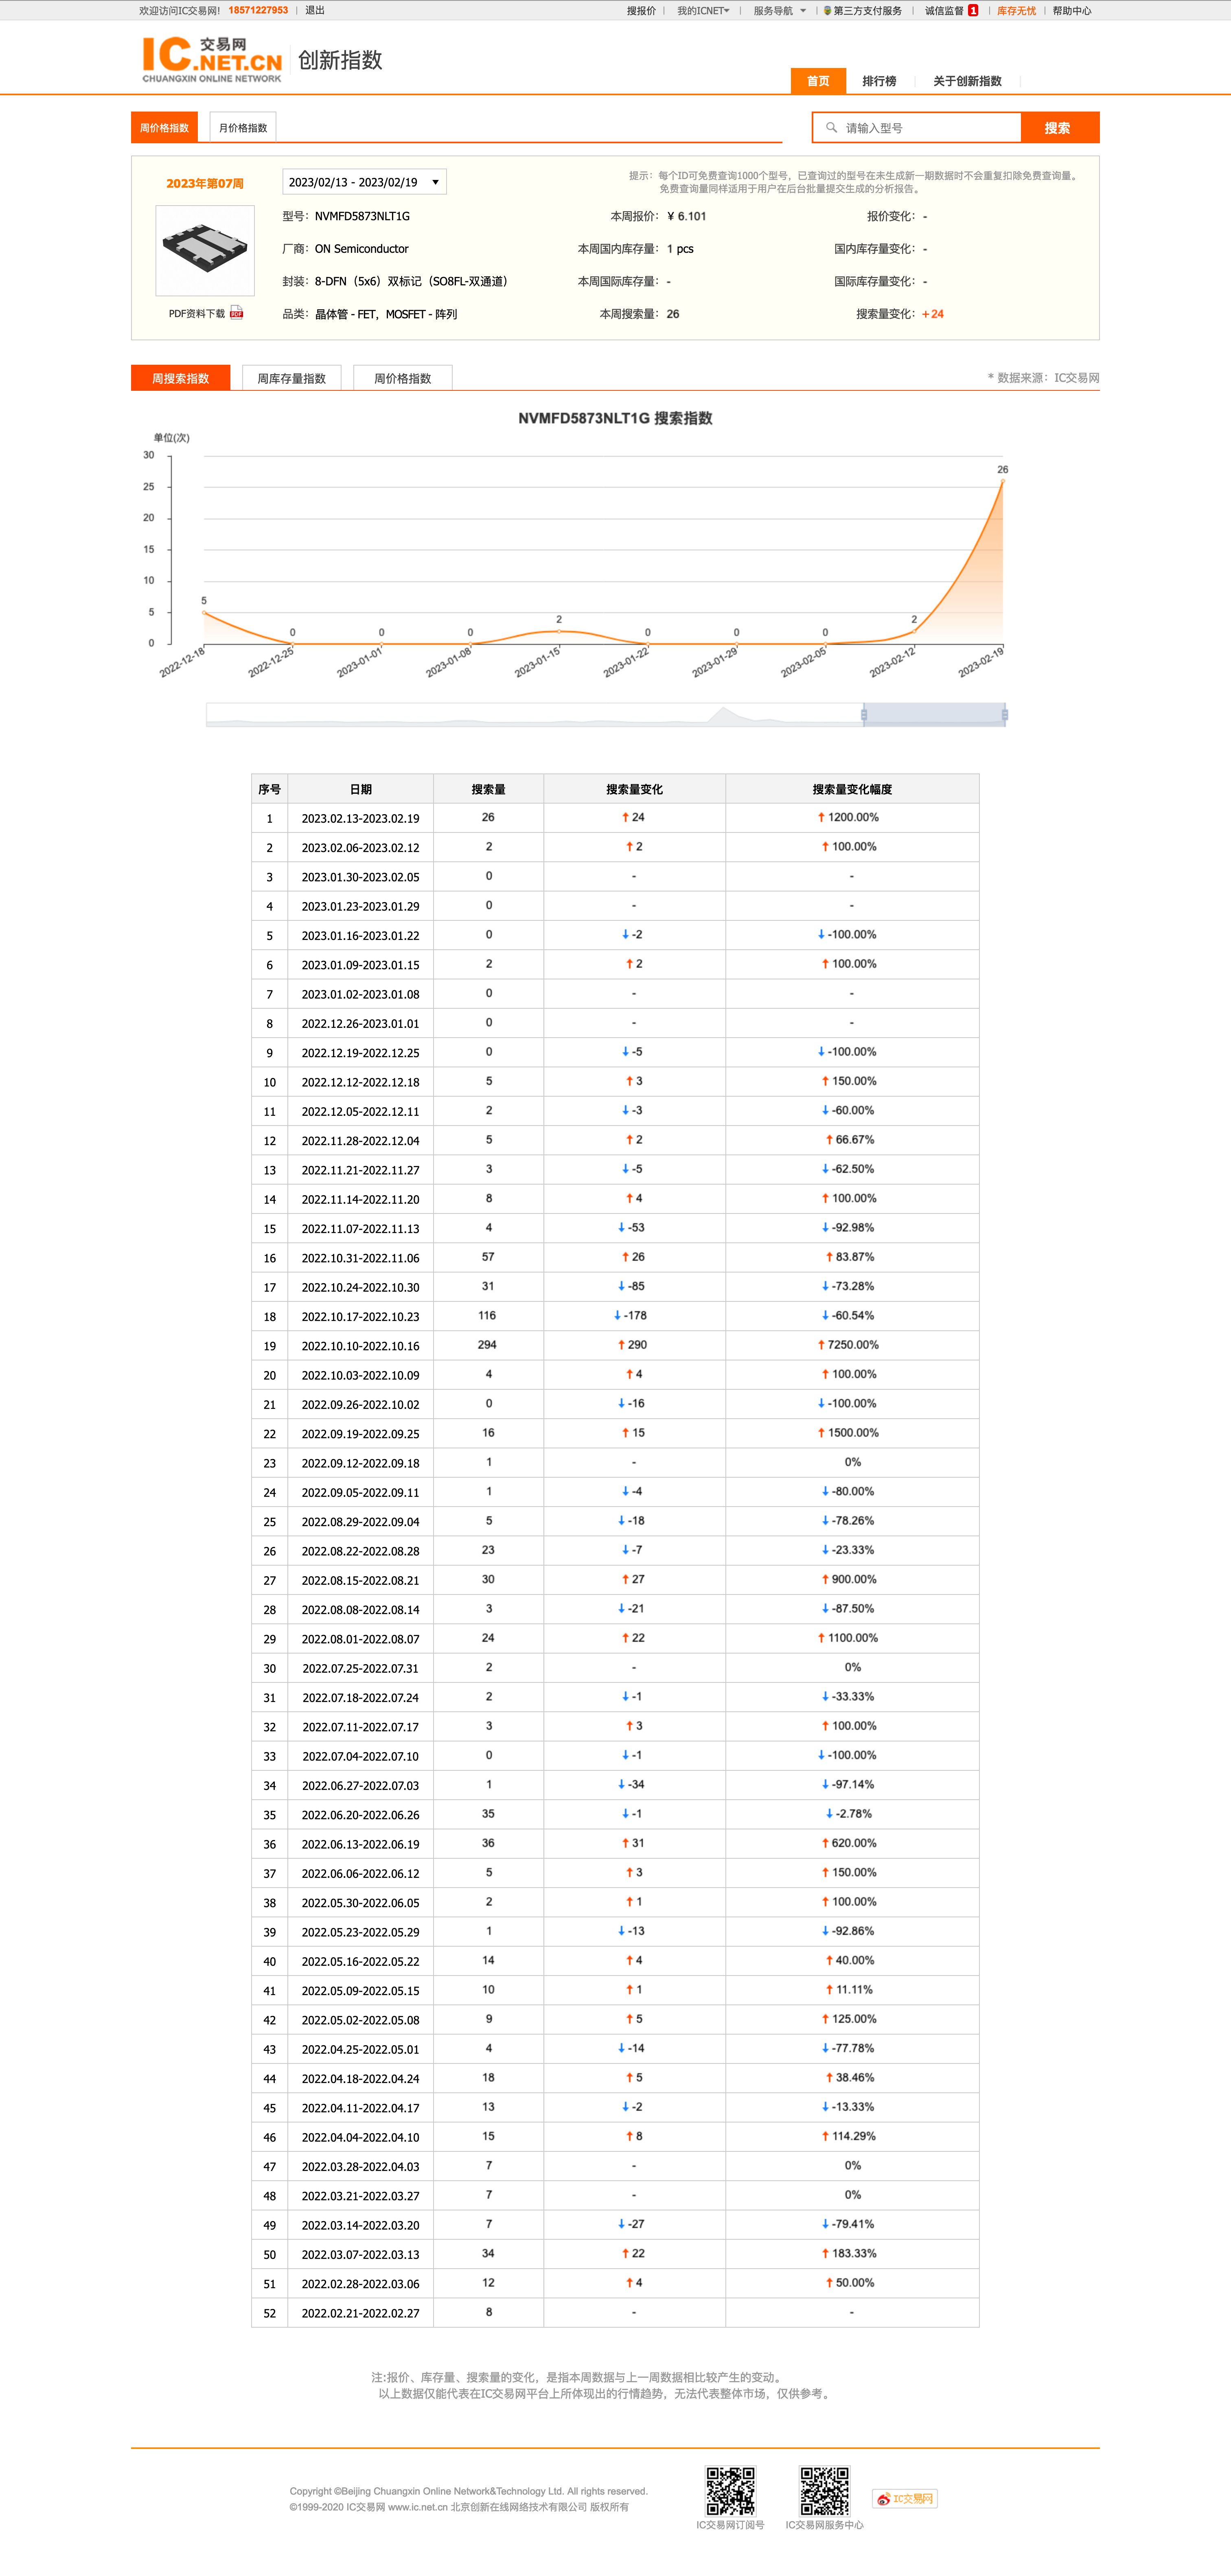 欢迎访问IC交易网! 18571227953 | 退出 搜报价 | 我的ICNET | 服务导航 | 第三方支付服务 | 诚信监督 1 | 库存无忧 | 帮助中心
IC 交易网 .NET.CN CHUANGXIN ONLINE NETWORK 创新指数
首页 排行榜 关于创新指数
周价格指数 月价格指数 请输入型号 搜索
2023年第07周 2023/02/13 - 2023/02/19 提示：每个ID可免费查询1000个型号，已查询过的型号在未生成新一期数据时不会重复扣除免费查询量。
免费查询量同样适用于用户在后台批量提交生成的分析报告。
型号：NVMFD5873NLT1G 本周报价：¥ 6.101 报价变化：-
厂商：ON Semiconductor 本周国内库存量：1 pcs 国内库存量变化：-
封装：8-DFN（5x6）双标记（SO8FL-双通道） 本周国际库存量：- 国际库存量变化：-
PDF资料下载 PDF 品类：晶体管 - FET，MOSFET - 阵列 本周搜索量：26 搜索量变化：+24
周搜索指数 周库存量指数 周价格指数 * 数据来源：IC交易网
NVMFD5873NLT1G 搜索指数
单位(次)
30
26
25
20
15
10
5
5
0 0 0 2 0 0 0 2
0
2022-12-18 2022-12-25 2023-01-01 2023-01-08 2023-01-15 2023-01-22 2023-01-29 2023-02-05 2023-02-12 2023-02-19
序号 日期 搜索量 搜索量变化 搜索量变化幅度
1 2023.02.13-2023.02.19 26 ↑ 24 ↑ 1200.00%
2 2023.02.06-2023.02.12 2 ↑ 2 ↑ 100.00%
3 2023.01.30-2023.02.05 0 - -
4 2023.01.23-2023.01.29 0 - -
5 2023.01.16-2023.01.22 0 ↓ -2 ↓ -100.00%
6 2023.01.09-2023.01.15 2 ↑ 2 ↑ 100.00%
7 2023.01.02-2023.01.08 0 - -
8 2022.12.26-2023.01.01 0 - -
9 2022.12.19-2022.12.25 0 ↓ -5 ↓ -100.00%
10 2022.12.12-2022.12.18 5 ↑ 3 ↑ 150.00%
11 2022.12.05-2022.12.11 2 ↓ -3 ↓ -60.00%
12 2022.11.28-2022.12.04 5 ↑ 2 ↑ 66.67%
13 2022.11.21-2022.11.27 3 ↓ -5 ↓ -62.50%
14 2022.11.14-2022.11.20 8 ↑ 4 ↑ 100.00%
15 2022.11.07-2022.11.13 4 ↓ -53 ↓ -92.98%
16 2022.10.31-2022.11.06 57 ↑ 26 ↑ 83.87%
17 2022.10.24-2022.10.30 31 ↓ -85 ↓ -73.28%
18 2022.10.17-2022.10.23 116 ↓ -178 ↓ -60.54%
19 2022.10.10-2022.10.16 294 ↑ 290 ↑ 7250.00%
20 2022.10.03-2022.10.09 4 ↑ 4 ↑ 100.00%
21 2022.09.26-2022.10.02 0 ↓ -16 ↓ -100.00%
22 2022.09.19-2022.09.25 16 ↑ 15 ↑ 1500.00%
23 2022.09.12-2022.09.18 1 - 0%
24 2022.09.05-2022.09.11 1 ↓ -4 ↓ -80.00%
25 2022.08.29-2022.09.04 5 ↓ -18 ↓ -78.26%
26 2022.08.22-2022.08.28 23 ↓ -7 ↓ -23.33%
27 2022.08.15-2022.08.21 30 ↑ 27 ↑ 900.00%
28 2022.08.08-2022.08.14 3 ↓ -21 ↓ -87.50%
29 2022.08.01-2022.08.07 24 ↑ 22 ↑ 1100.00%
30 2022.07.25-2022.07.31 2 - 0%
31 2022.07.18-2022.07.24 2 ↓ -1 ↓ -33.33%
32 2022.07.11-2022.07.17 3 ↑ 3 ↑ 100.00%
33 2022.07.04-2022.07.10 0 ↓ -1 ↓ -100.00%
34 2022.06.27-2022.07.03 1 ↓ -34 ↓ -97.14%
35 2022.06.20-2022.06.26 35 ↓ -1 ↓ -2.78%
36 2022.06.13-2022.06.19 36 ↑ 31 ↑ 620.00%
37 2022.06.06-2022.06.12 5 ↑ 3 ↑ 150.00%
38 2022.05.30-2022.06.05 2 ↑ 1 ↑ 100.00%
39 2022.05.23-2022.05.29 1 ↓ -13 ↓ -92.86%
40 2022.05.16-2022.05.22 14 ↑ 4 ↑ 40.00%
41 2022.05.09-2022.05.15 10 ↑ 1 ↑ 11.11%
42 2022.05.02-2022.05.08 9 ↑ 5 ↑ 125.00%
43 2022.04.25-2022.05.01 4 ↓ -14 ↓ -77.78%
44 2022.04.18-2022.04.24 18 ↑ 5 ↑ 38.46%
45 2022.04.11-2022.04.17 13 ↓ -2 ↓ -13.33%
46 2022.04.04-2022.04.10 15 ↑ 8 ↑ 114.29%
47 2022.03.28-2022.04.03 7 - 0%
48 2022.03.21-2022.03.27 7 - 0%
49 2022.03.14-2022.03.20 7 ↓ -27 ↓ -79.41%
50 2022.03.07-2022.03.13 34 ↑ 22 ↑ 183.33%
51 2022.02.28-2022.03.06 12 ↑ 4 ↑ 50.00%
52 2022.02.21-2022.02.27 8 - -
注:报价、库存量、搜索量的变化，是指本周数据与上一周数据相比较产生的变动。
以上数据仅能代表在IC交易网平台上所体现出的行情趋势，无法代表整体市场，仅供参考。
Copyright ©Beijing Chuangxin Online Network&Technology Ltd. All rights reserved.
©1999-2020 IC交易网 www.ic.net.cn 北京创新在线网络技术有限公司 版权所有
IC交易网订阅号 IC交易网服务中心 IC交易网